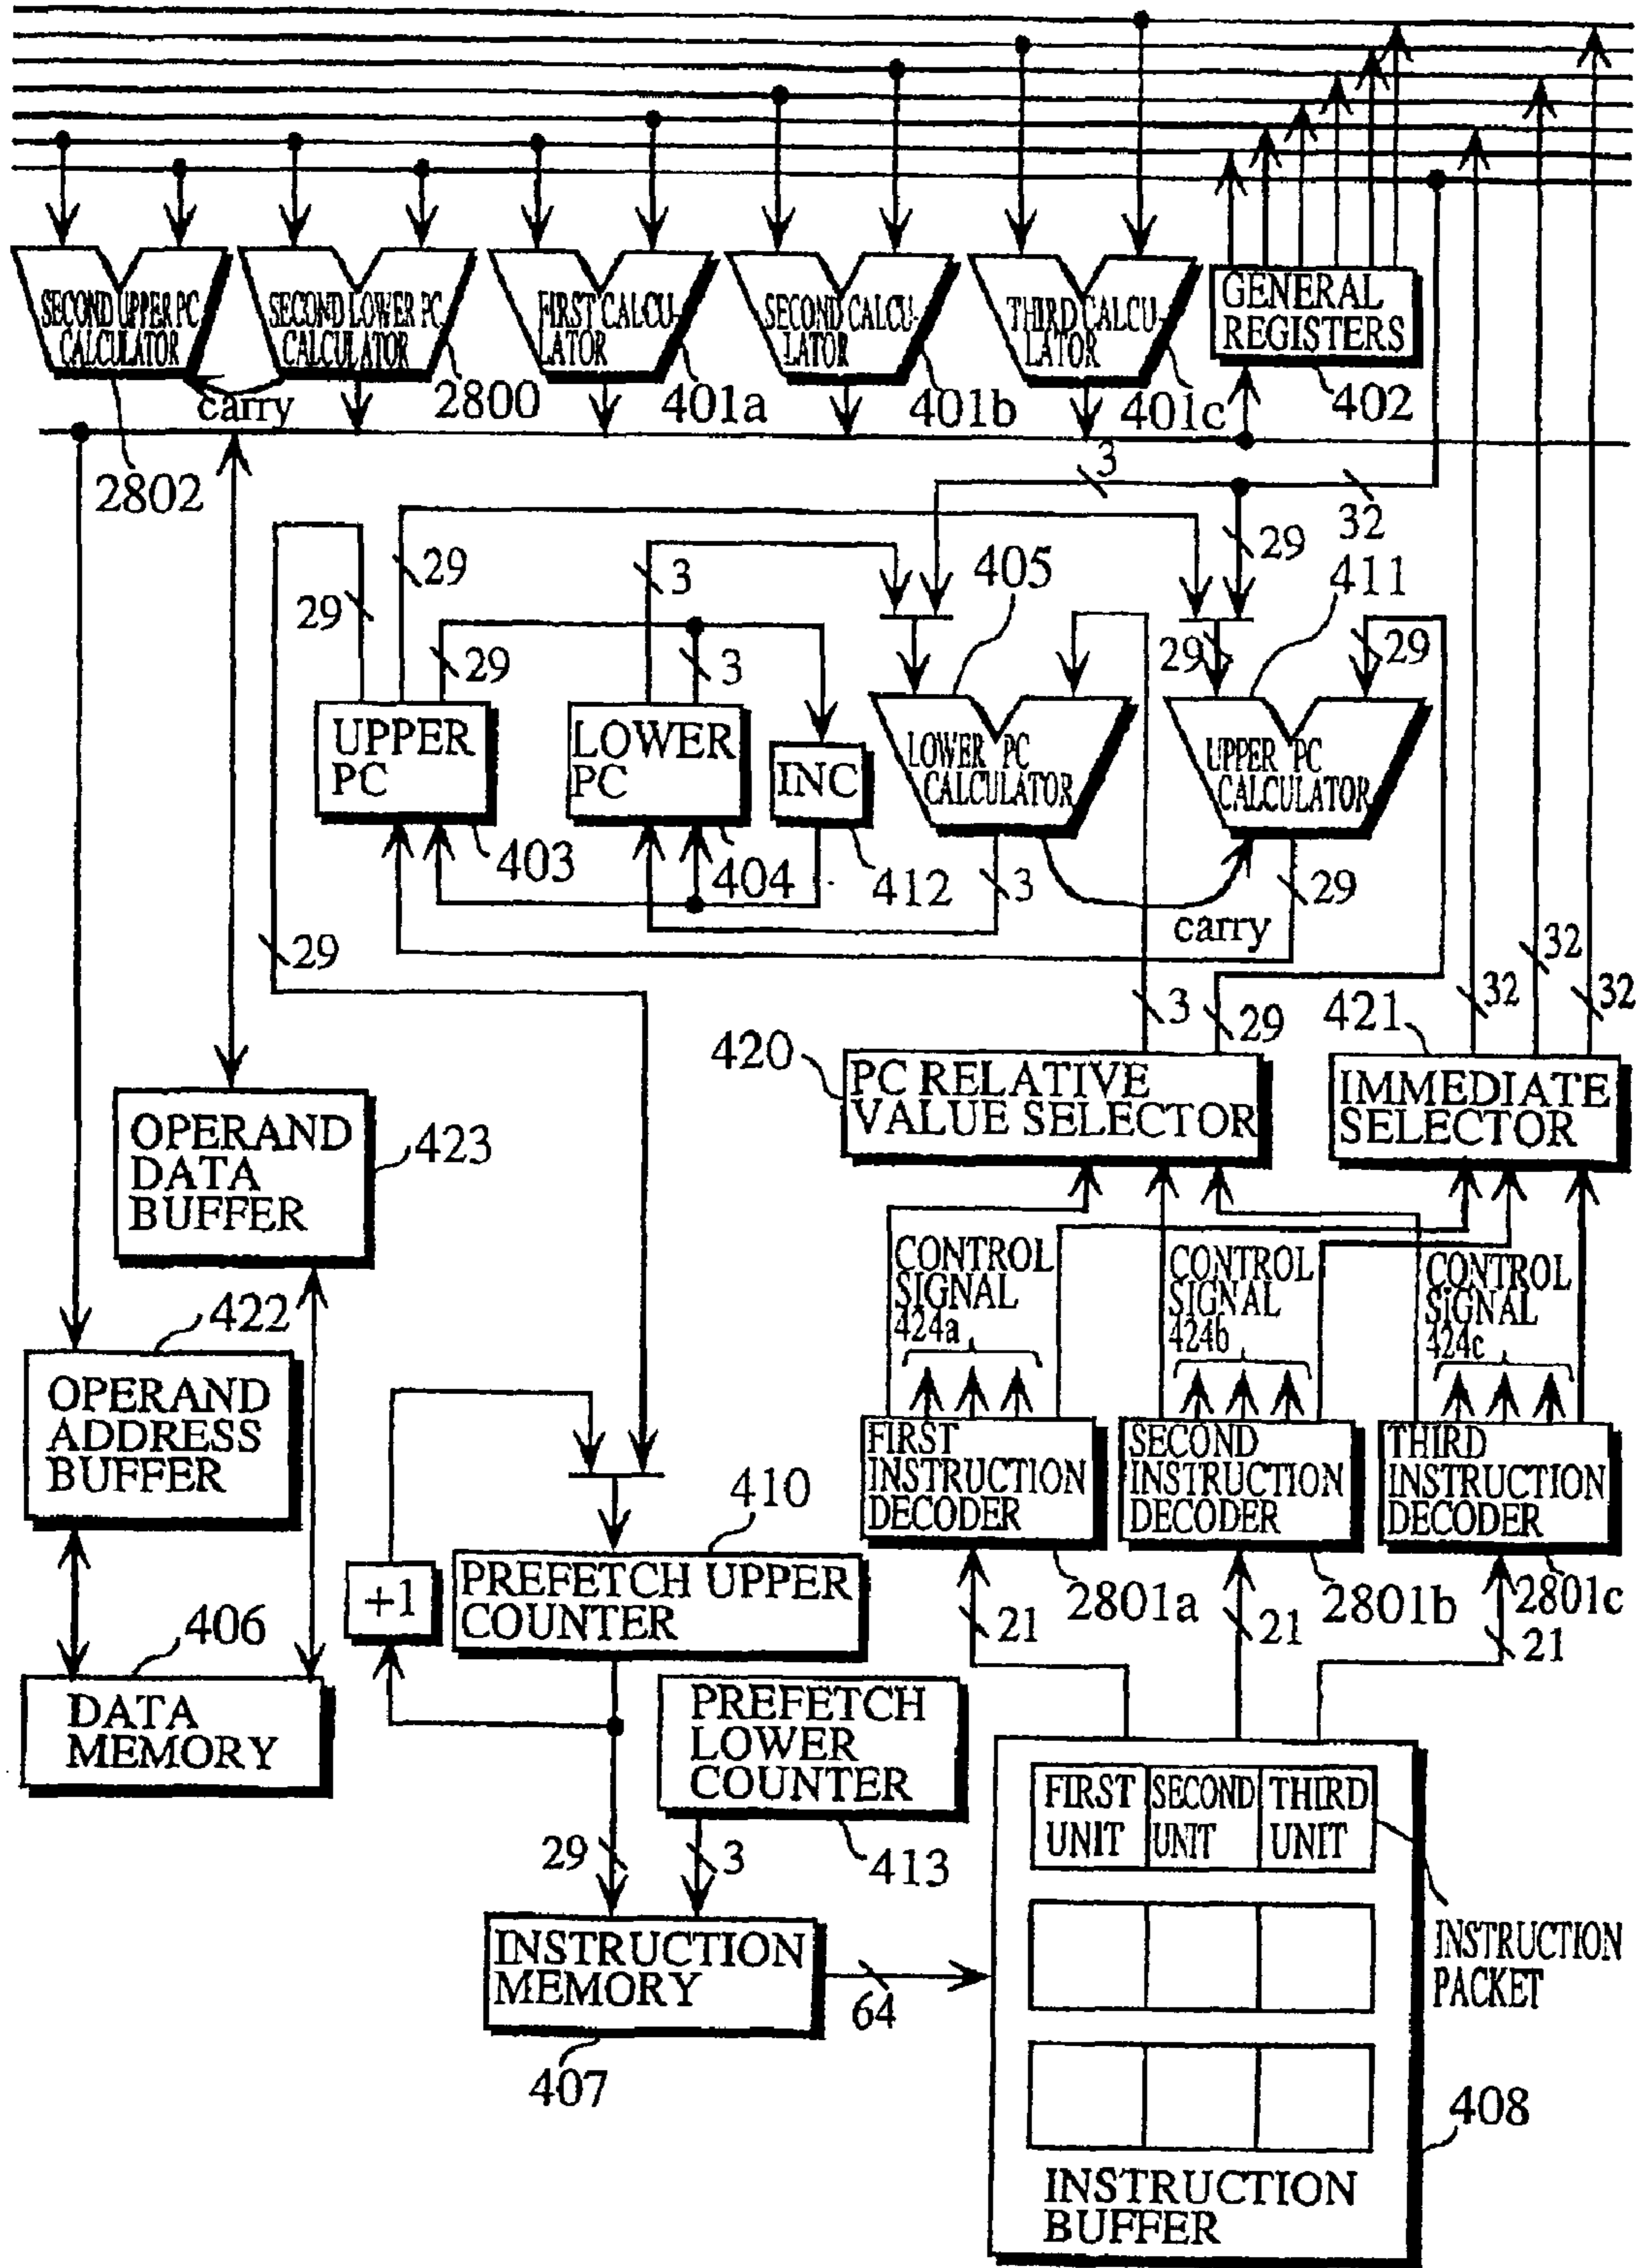 SECOND UPPER PC
CALCULATOR
SECOND LOWER PC
CALCULATOR
FIRST CALCU-
LATOR
SECOND CALCU-
LATOR
THIRD CALCU-
LATOR
GENERAL
REGISTERS
carry
2800
401a
401b
401c
402
2802
3
32
29
405
411
29
29
3
29
3
29
29
UPPER
PC
LOWER
PC
INC
LOWER PC
CALCULATOR
UPPER PC
CALCULATOR
403
404
412
3
29
carry
29
32
32
32
3
29
421
420
PC RELATIVE
VALUE SELECTOR
IMMEDIATE
SELECTOR
OPERAND
DATA
BUFFER
423
CONTROL
SIGNAL
424a
CONTROL
SIGNAL
424b
CONTROL
SIGNAL
424c
422
OPERAND
ADDRESS
BUFFER
FIRST
INSTRUCTION
DECODER
SECOND
INSTRUCTION
DECODER
THIRD
INSTRUCTION
DECODER
410
+1
PREFETCH UPPER
COUNTER
2801a
2801b
2801c
21
21
21
406
DATA
MEMORY
PREFETCH
LOWER
COUNTER
413
29
3
FIRST
UNIT
SECOND
UNIT
THIRD
UNIT
INSTRUCTION
MEMORY
64
407
INSTRUCTION
PACKET
408
INSTRUCTION
BUFFER